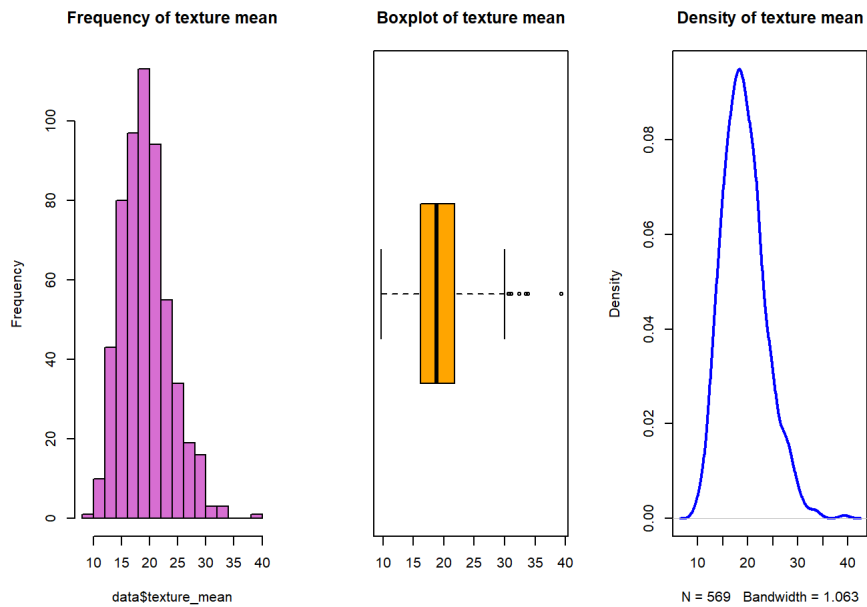 Frequency of texture mean
Frequency
0 20 40 60 80 100
10 15 20 25 30 35 40
data$texture_mean
Boxplot of texture mean
10 15 20 25 30 35 40
Density of texture mean
Density
0.00 0.02 0.04 0.06 0.08
10 20 30 40
N = 569 Bandwidth = 1.063